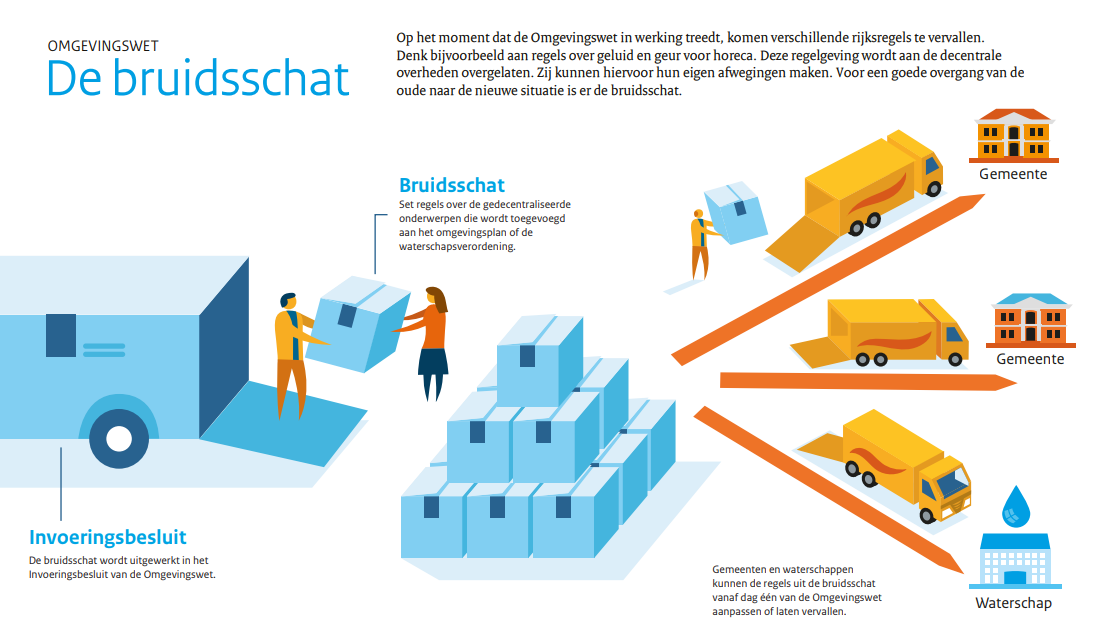 OMGEVINGSWET
De bruidsschat
Op het moment dat de Omgevingswet in werking treedt, komen verschillende rijksregels te vervallen.
Denk bijvoorbeeld aan regels over geluid en geur voor horeca. Deze regelgeving wordt aan de decentrale
overheden overgelaten. Zij kunnen hiervoor hun eigen afwegingen maken. Voor een goede overgang van de
oude naar de nieuwe situatie is er de bruidsschat.
Gemeente
Bruidsschat
Set regels over de gedecentraliseerde
onderwerpen die wordt toegevoegd
aan het omgevingsplan of de
waterschapsverordening.
Gemeente
Invoeringsbesluit
De bruidsschat wordt uitgewerkt in het
Invoeringsbesluit van de Omgevingswet.
Gemeenten en waterschappen
kunnen de regels uit de bruidsschat
vanaf dag één van de Omgevingswet
aanpassen of laten vervallen.
Waterschap